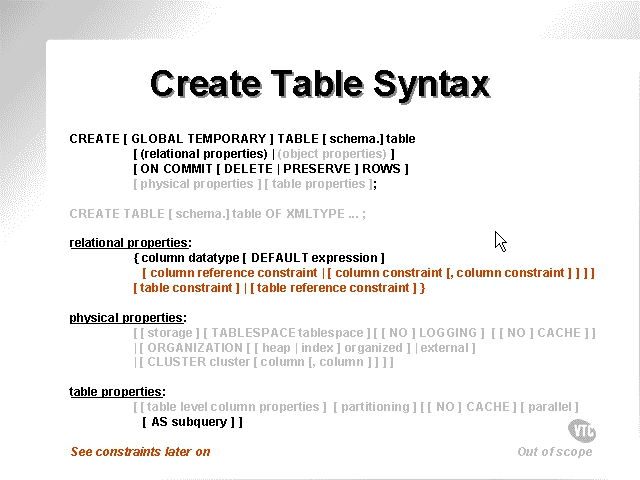 Create Table Syntax
CREATE [ GLOBAL TEMPORARY ] TABLE [ schema.] table
[ (relational properties) | (object properties) ]
[ ON COMMIT [ DELETE | PRESERVE ] ROWS ]
[ physical properties ] [ table properties ];
CREATE TABLE [ schema.] table OF XMLTYPE ... ;
relational properties:
{ column datatype [ DEFAULT expression ]
[ column reference constraint | [ column constraint [, column constraint ] ] ] ]
[ table constraint ] | [ table reference constraint ] }
physical properties:
[ [ storage ] [ TABLESPACE tablespace ] [ [ NO ] LOGGING ] [ [ NO ] CACHE ] ]
| [ ORGANIZATION [ [ heap | index ] organized ] | external ]
| [ CLUSTER cluster [ column [, column ] ] ] ]
table properties:
[ [ table level column properties ] [ partitioning ] [ [ NO ] CACHE ] [ parallel ]
[ AS subquery ] ]
VTC
See constraints later on
Out of scope